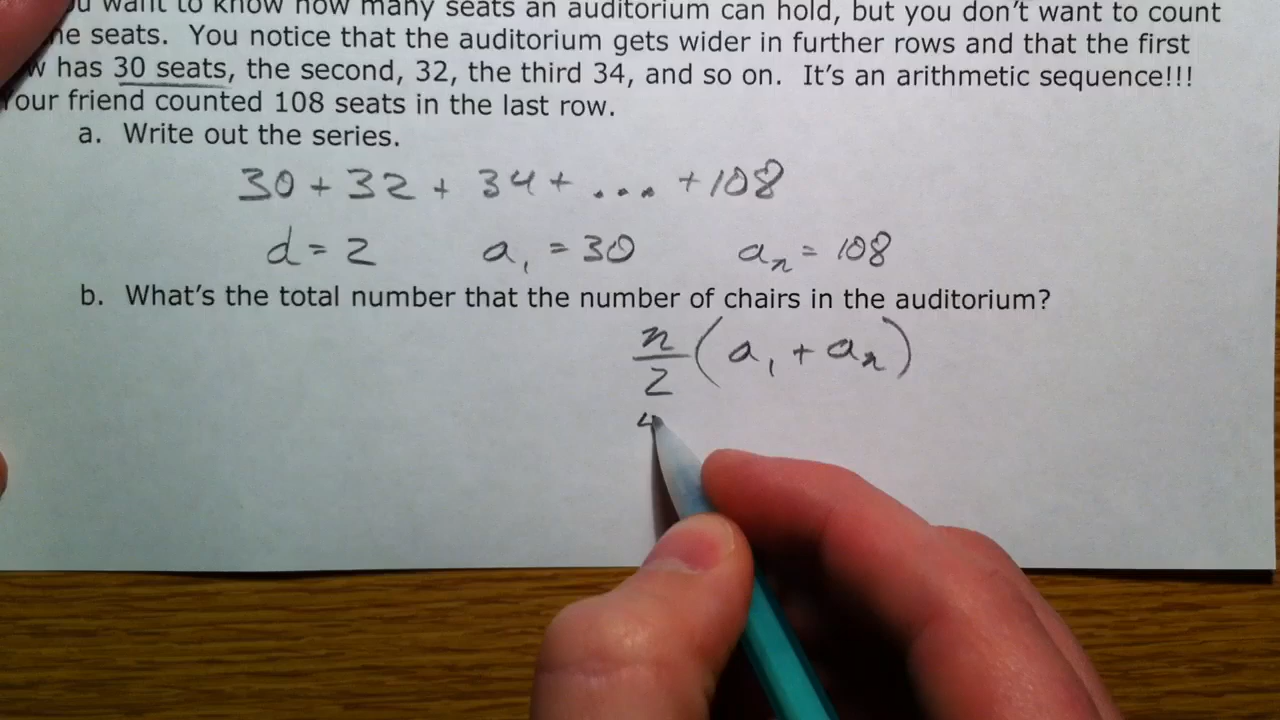 want to know how many seats an auditorium can hold, but you don't want to count
seats. You notice that the auditorium gets wider in further rows and that the first
has 30 seats, the second, 32, the third 34, and so on. It's an arithmetic sequence!!!
Your friend counted 108 seats in the last row.
a. Write out the series.
30 + 32 + 34 + ... + 108
d = 2 a₁ = 30 aₙ = 108
b. What's the total number that the number of chairs in the auditorium?
n/2 (a₁ + aₙ)
4